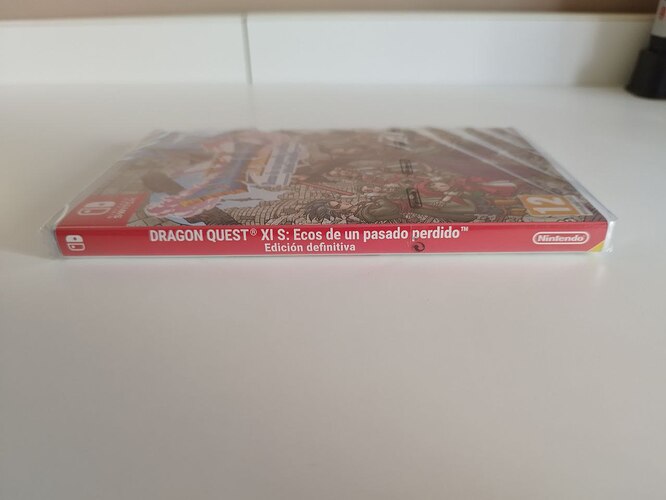 DRAGON QUEST® XI S: Ecos de un pasado perdido™
Edición definitiva
Nintendo
12